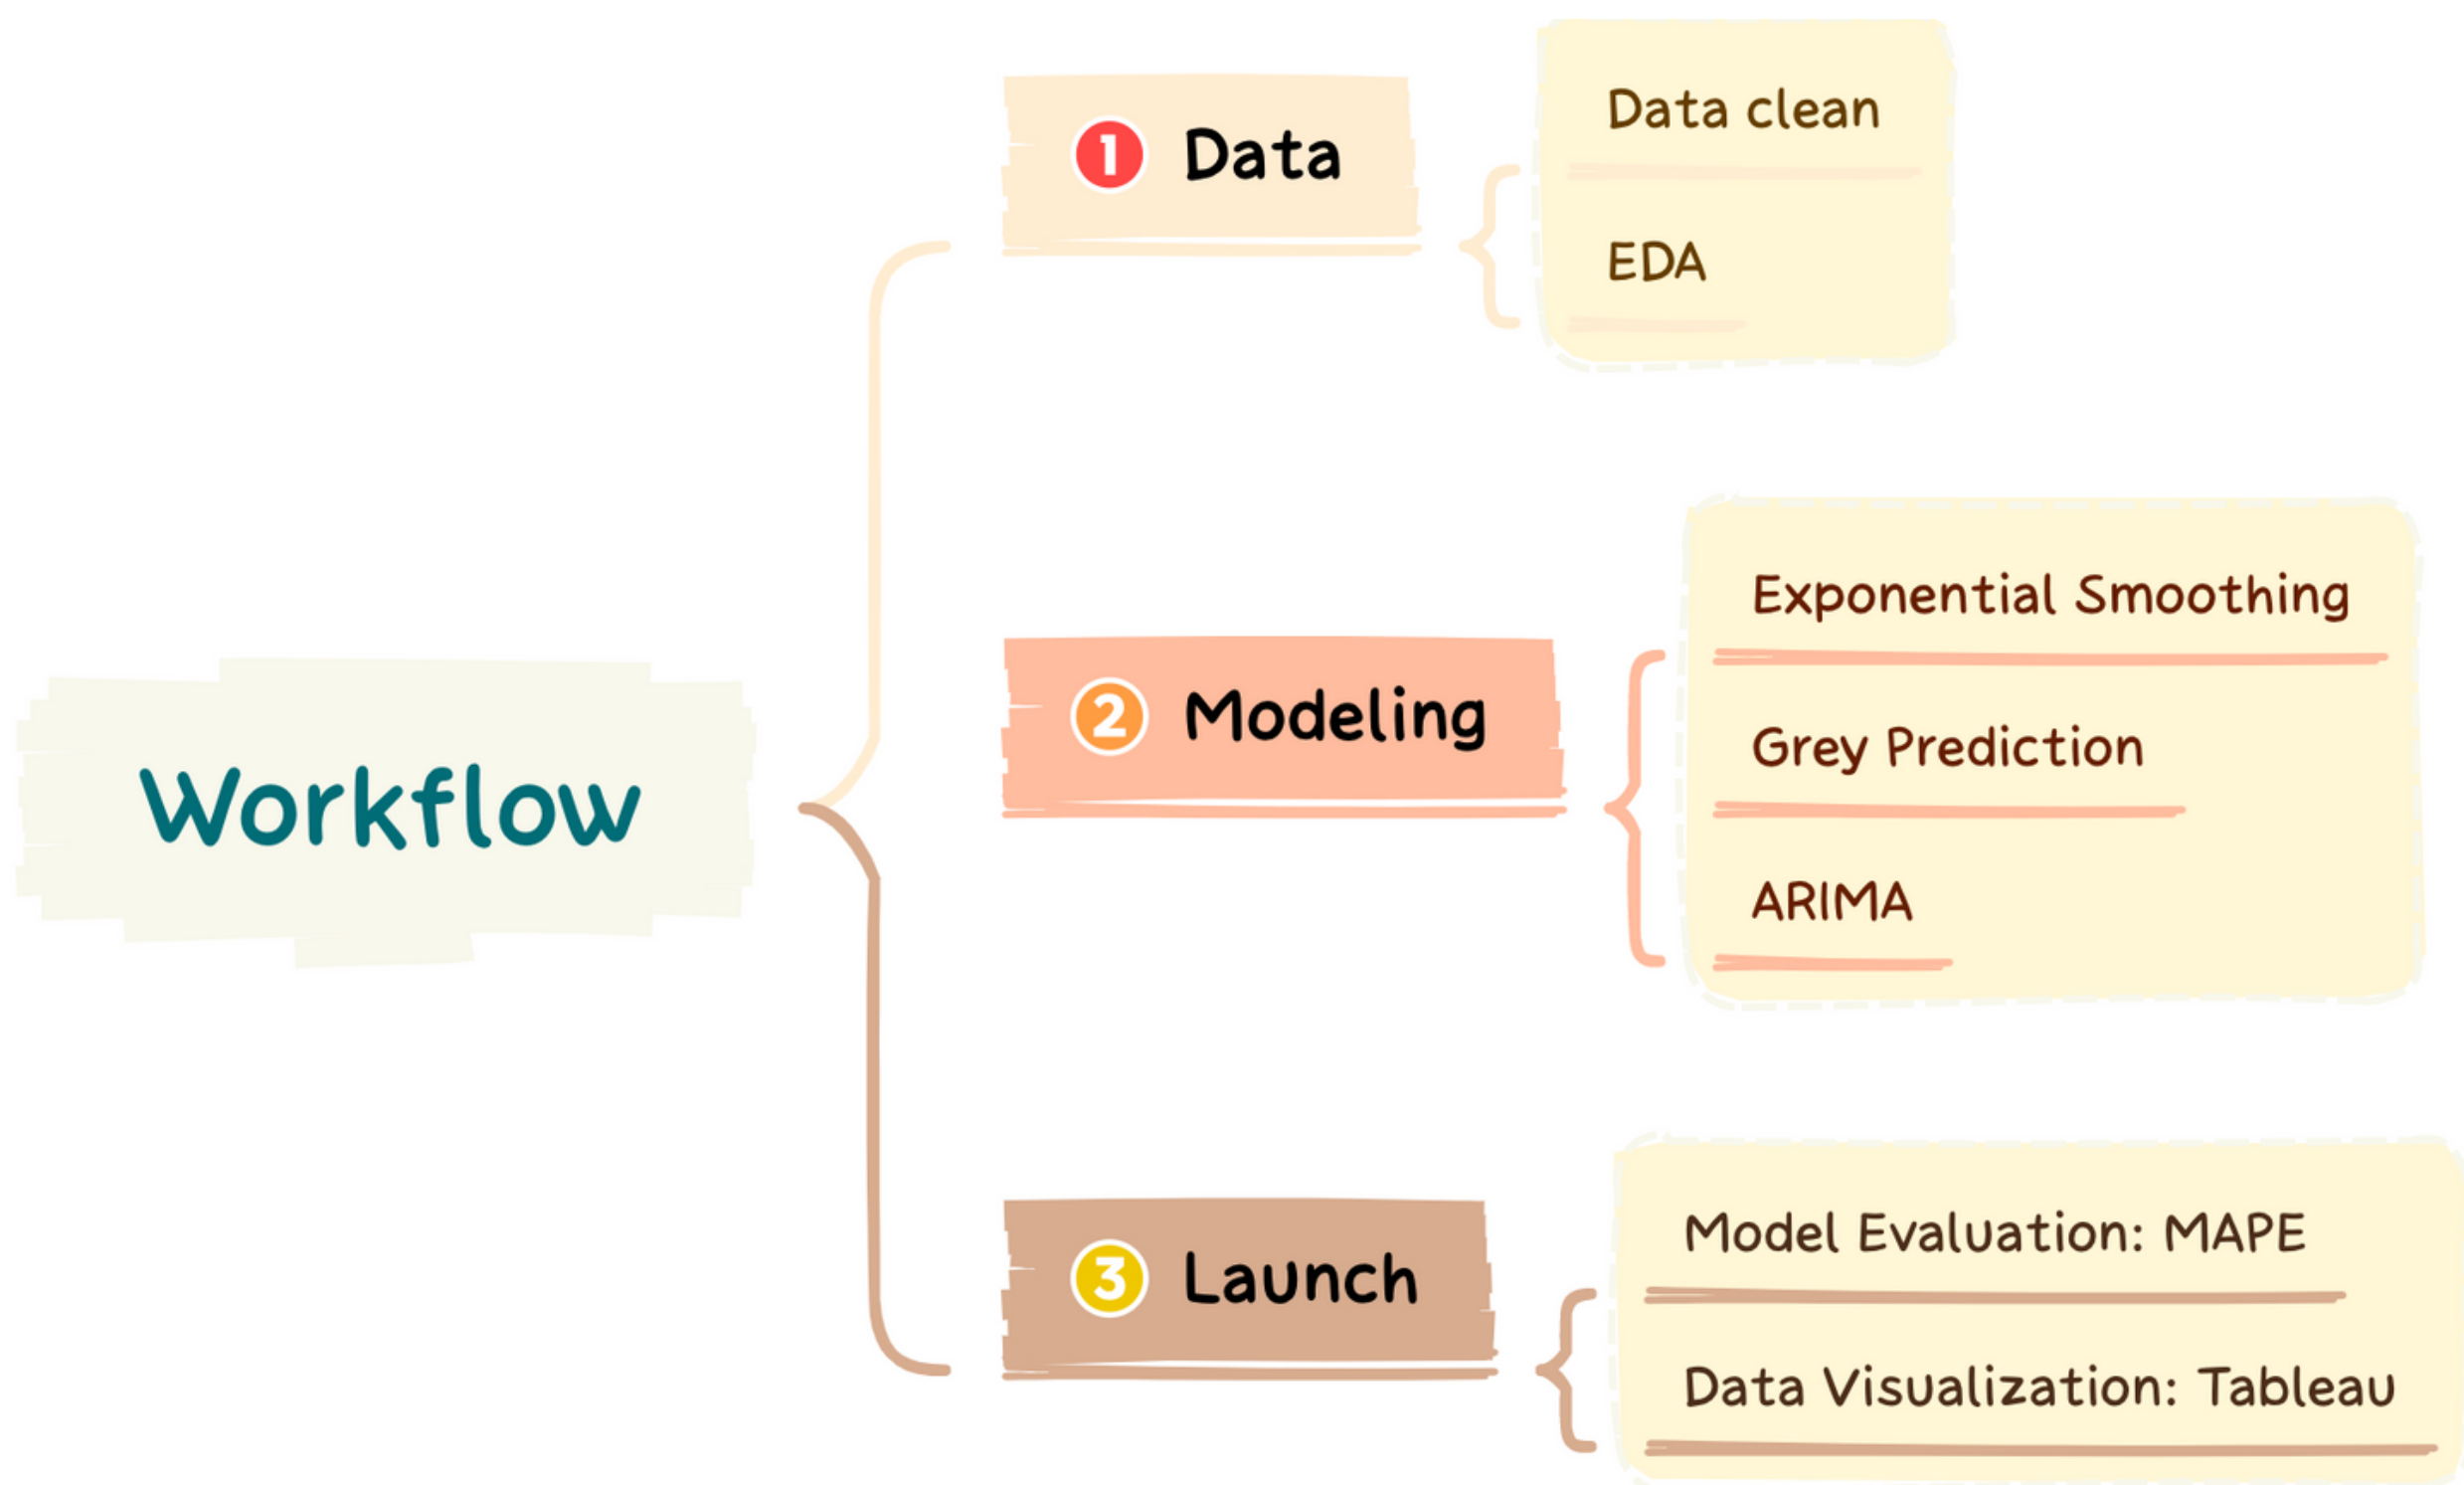 Workflow
1 Data
Data clean
EDA
2 Modeling
Exponential Smoothing
Grey Prediction
ARIMA
3 Launch
Model Evaluation: MAPE
Data Visualization: Tableau